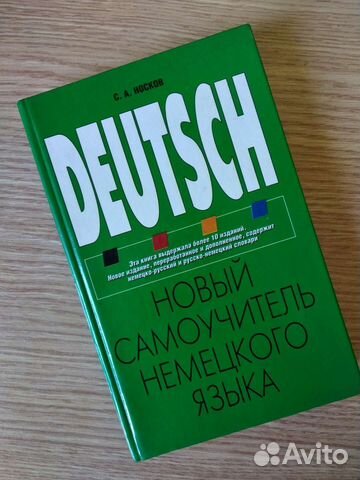 С. А. НОСКОВ
DEUTSCH
Эта книга выдержала более 10 изданий.
Новое издание, переработанное и дополненное, содержит
немецко-русский и русско-немецкий словари
НОВЫЙ
САМОУЧИТЕЛЬ
НЕМЕЦКОГО
ЯЗЫКА
Avito